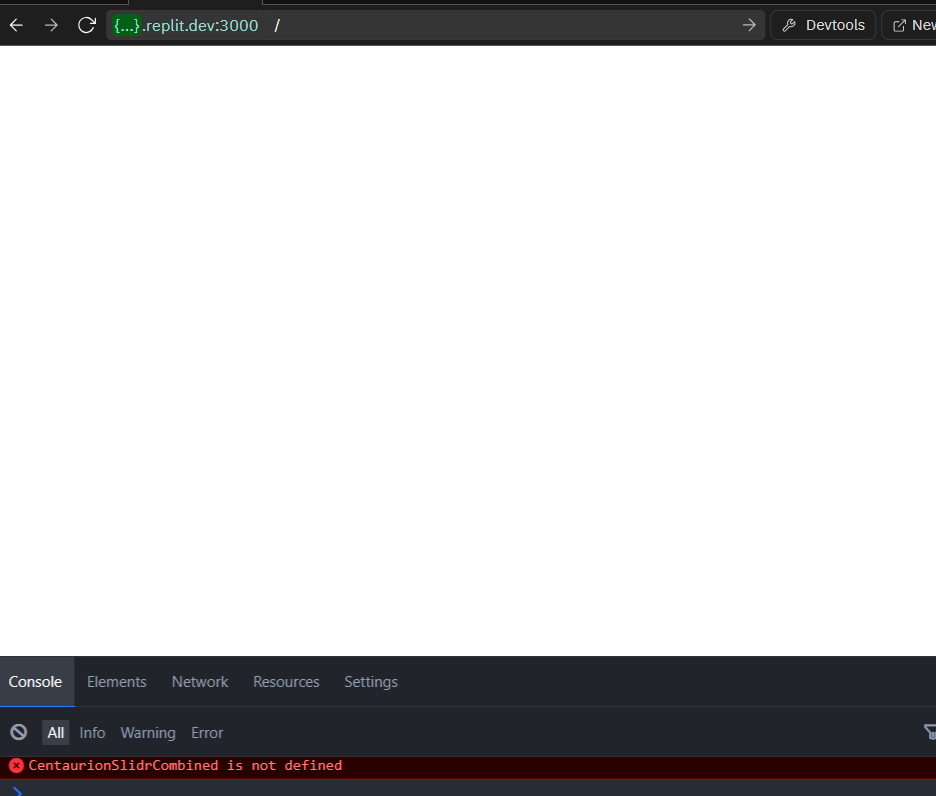 {...}.replit.dev:3000 /
Devtools
New
Console Elements Network Resources Settings
All Info Warning Error
CentaurionSlidrCombined is not defined